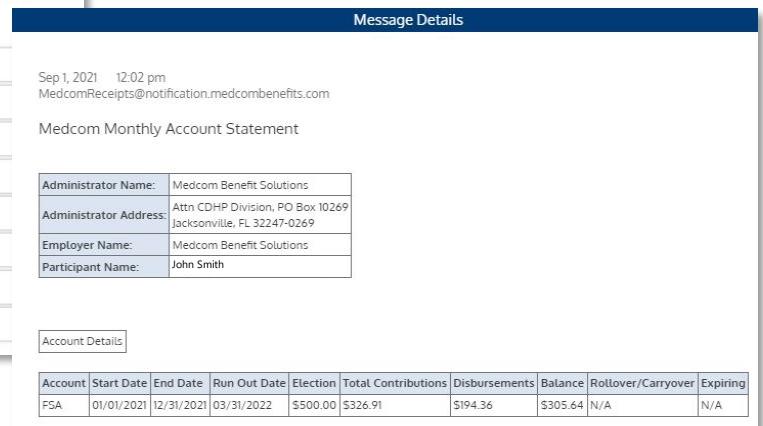 Message Details
Sep 1, 2021 12:02 pm
MedcomReceipts@notification.medcombenefits.com
Medcom Monthly Account Statement
Administrator Name: Medcom Benefit Solutions
Administrator Address: Attn CDHP Division, PO Box 10269
Jacksonville, FL 32247-0269
Employer Name: Medcom Benefit Solutions
Participant Name: John Smith
Account Details
Account Start Date End Date Run Out Date Election Total Contributions Disbursements Balance Rollover/Carryover Expiring
FSA 01/01/2021 12/31/2021 03/31/2022 $500.00 $326.91 $194.36 $305.64 N/A N/A